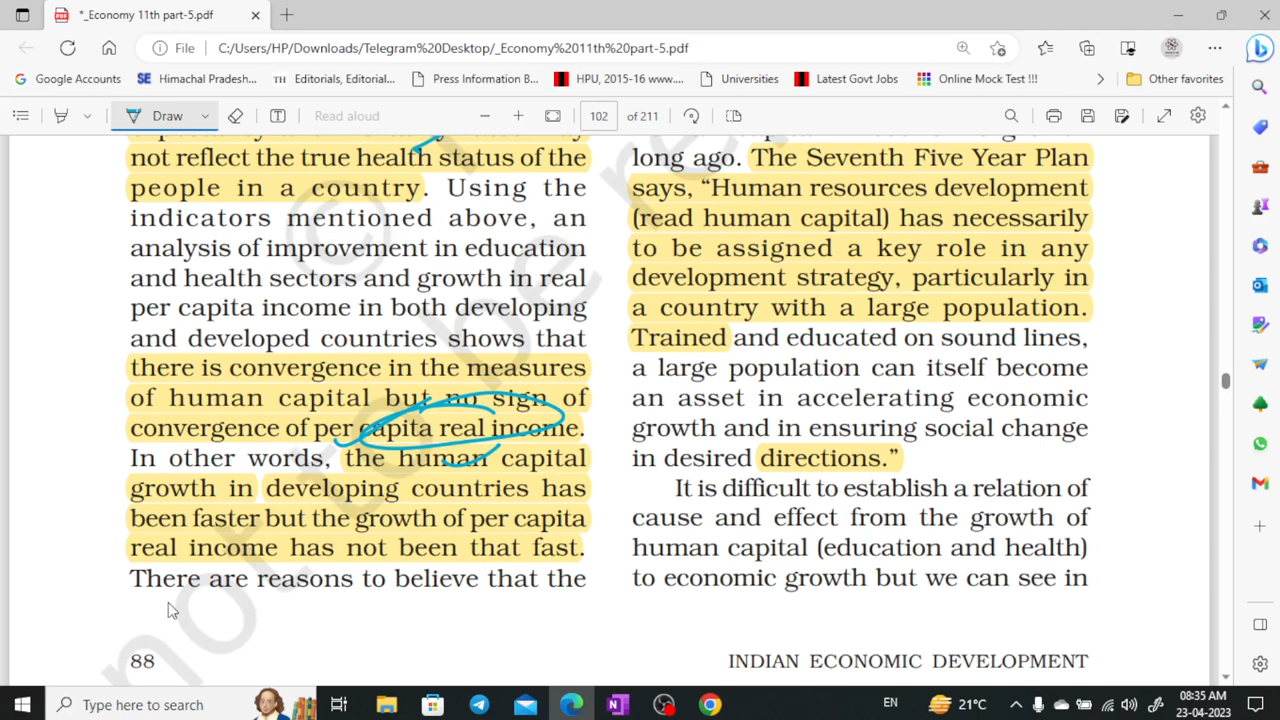 *_Economy 11th part-5.pdf
File
C:/Users/HP/Downloads/Telegram%20Desktop/_Economy%2011th%20part-5.pdf
Google Accounts
SE Himachal Pradesh...
TH Editorials, Editorial...
Press Information B...
HPU, 2015-16 www....
Universities
Latest Govt Jobs
Online Mock Test !!!
Other favorites
Draw
Read aloud
102 of 211
not reflect the true health status of the
people in a country. Using the
indicators mentioned above, an
analysis of improvement in education
and health sectors and growth in real
per capita income in both developing
and developed countries shows that
there is convergence in the measures
of human capital but no sign of
convergence of per capita real income.
In other words, the human capital
growth in developing countries has
been faster but the growth of per capita
real income has not been that fast.
There are reasons to believe that the
88
long ago. The Seventh Five Year Plan
says, “Human resources development
(read human capital) has necessarily
to be assigned a key role in any
development strategy, particularly in
a country with a large population.
Trained and educated on sound lines,
a large population can itself become
an asset in accelerating economic
growth and in ensuring social change
in desired directions.”
It is difficult to establish a relation of
cause and effect from the growth of
human capital (education and health)
to economic growth but we can see in
INDIAN ECONOMIC DEVELOPMENT
Type here to search
EN
21°C
08:35 AM
23-04-2023